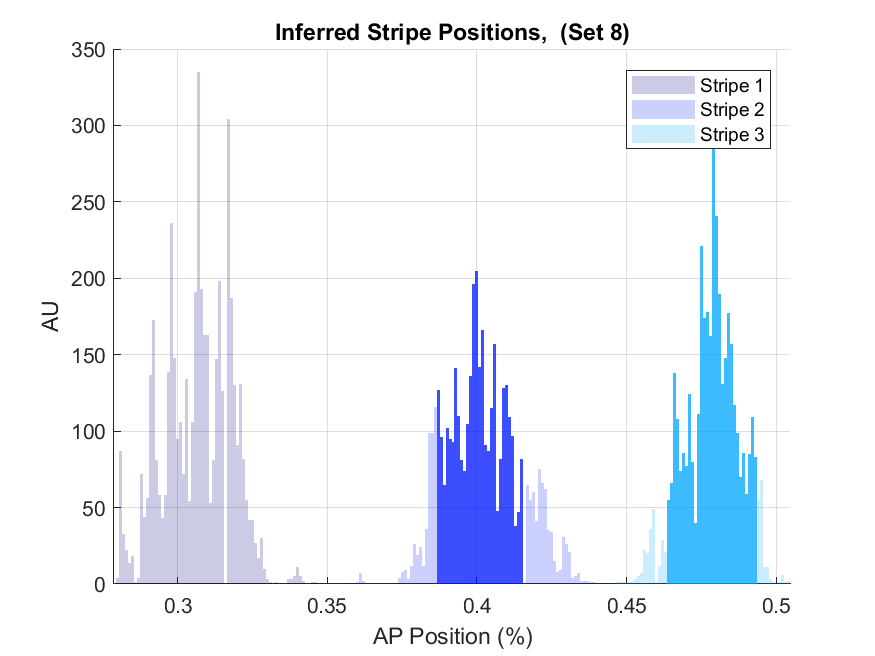 Inferred Stripe Positions,  (Set 8)
350
300
250
200
150
100
50
0
AU
Stripe 1
Stripe 2
Stripe 3
0.3
0.35
0.4
0.45
0.5
AP Position (%)